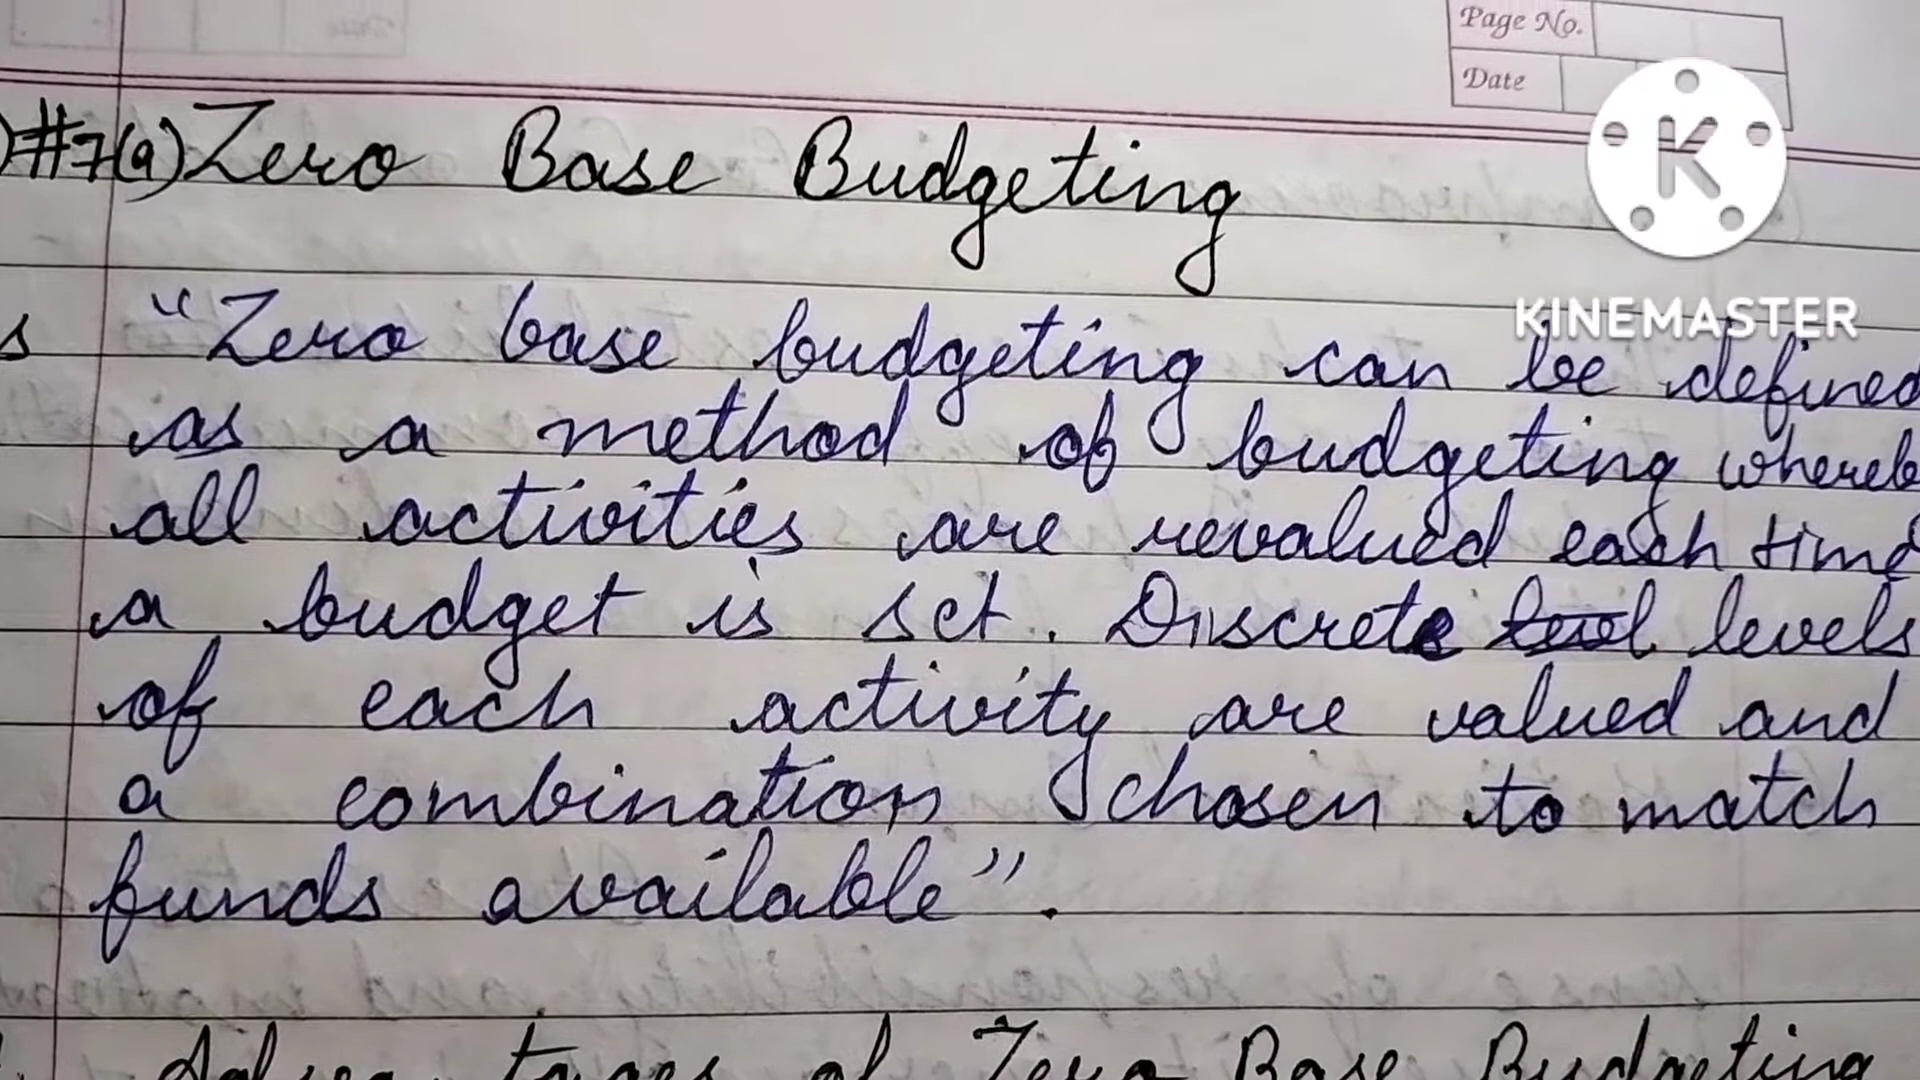 Page No.
Date
KINEMASTER
#7(a) Zero Base Budgeting
s "Zero base budgeting can be defined
as a method of budgeting whereb
all activities are revalued each time
a budget is set. Discrete level levels
of each activity are valued and
a combination chosen to match
funds available".
Advantages of Zero Base Budgeting